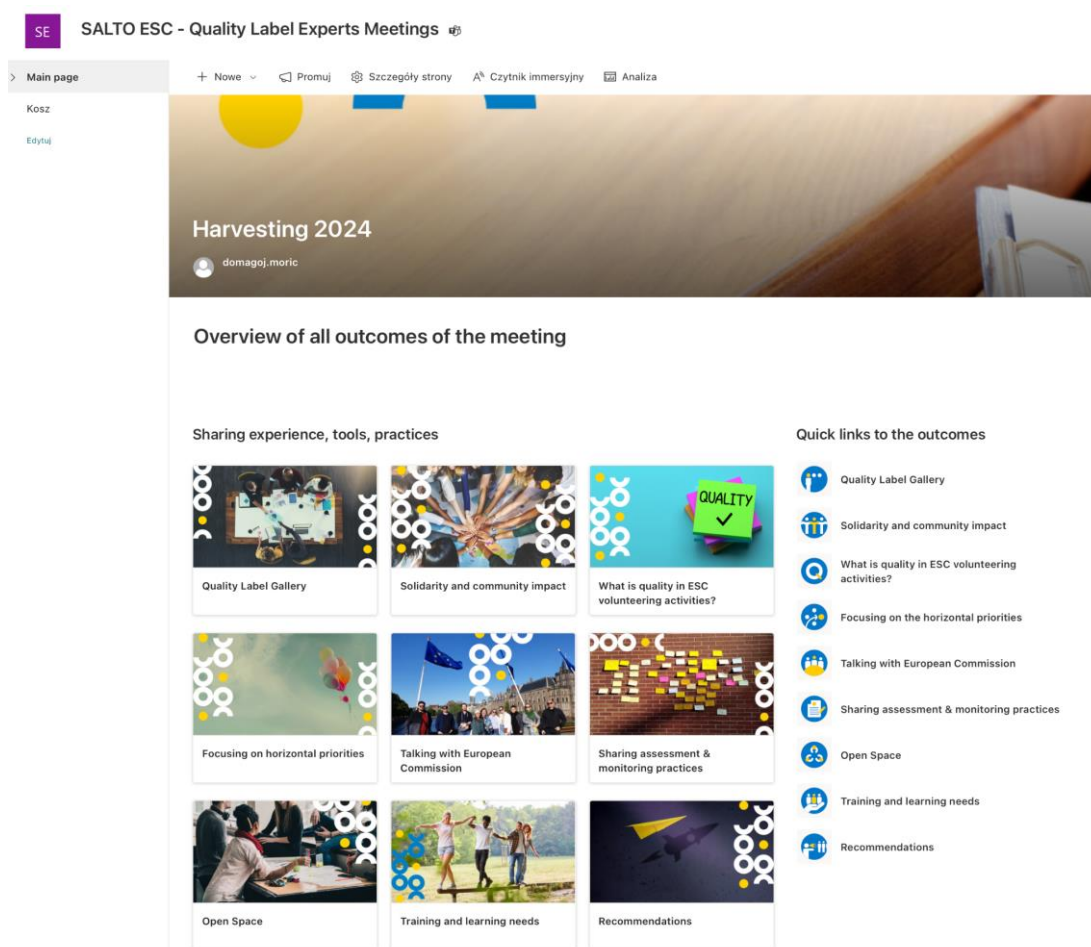 SE
SALTO ESC - Quality Label Experts Meetings
Main page
Kosz
Edytuj
+ Nowe
Promuj
Szczegóły strony
Czytnik immersyjny
Analiza
Harvesting 2024
domagoj.moric
Overview of all outcomes of the meeting
Sharing experience, tools, practices
QUALITY
Quality Label Gallery
Solidarity and community impact
What is quality in ESC
volunteering activities?
Focusing on horizontal priorities
Talking with European
Commission
Sharing assessment &
monitoring practices
Open Space
Training and learning needs
Recommendations
Quick links to the outcomes
Quality Label Gallery
Solidarity and community impact
What is quality in ESC volunteering
activities?
Focusing on the horizontal priorities
Talking with European Commission
Sharing assessment & monitoring practices
Open Space
Training and learning needs
Recommendations